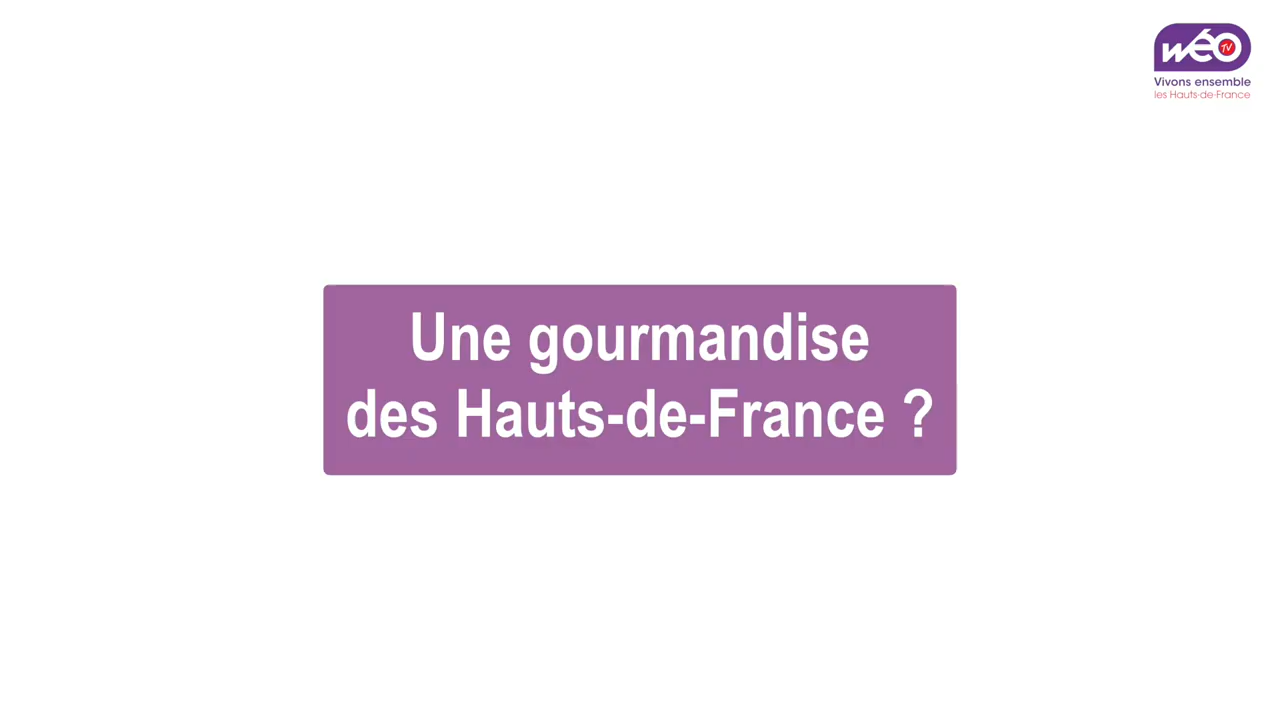 wéo TV
Vivons ensemble
les Hauts-de-France
Une gourmandise
des Hauts-de-France ?